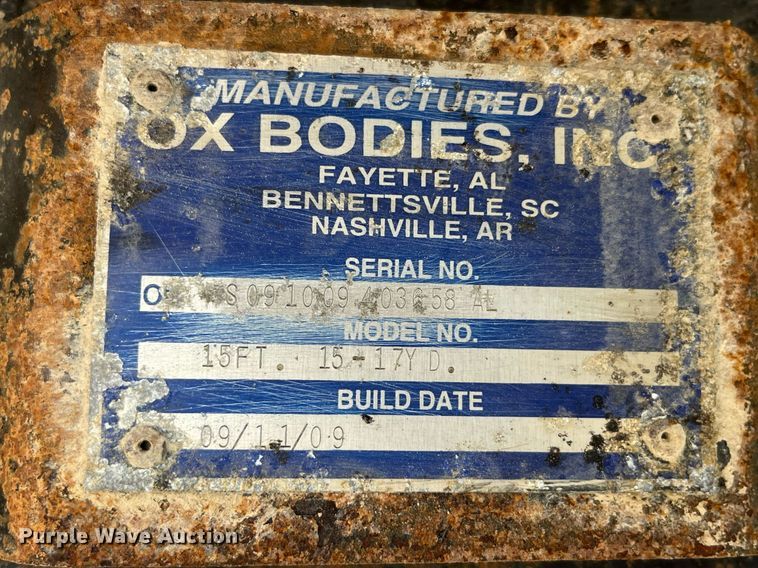 MANUFACTURED BY
OX BODIES, INC
FAYETTE, AL
BENNETTSVILLE, SC
NASHVILLE, AR
SERIAL NO.
MODEL NO.
15FT. 15-17YD.
BUILD DATE
09/11/09
Purple Wave Auction